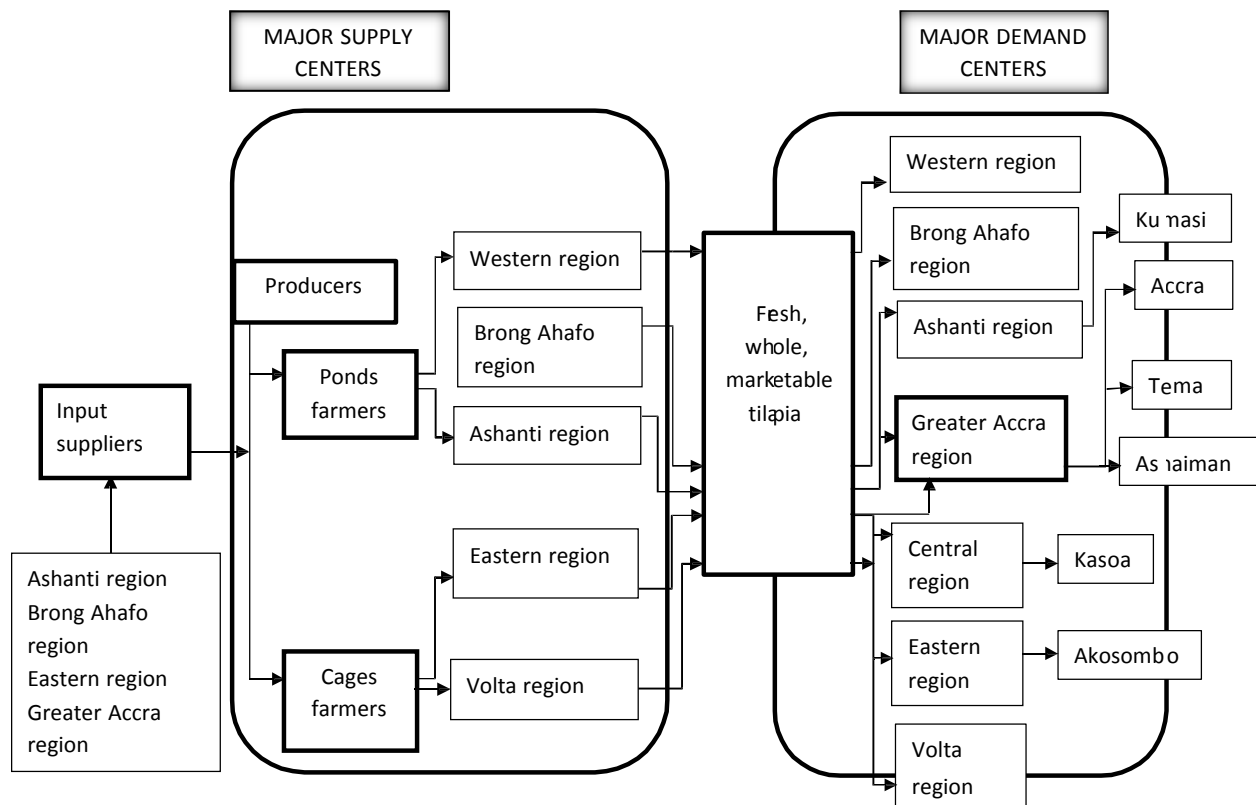 MAJOR SUPPLY
CENTERS
MAJOR DEMAND
CENTERS
Input
suppliers
Ashanti region
Brong Ahafo
region
Eastern region
Greater Accra
region
Producers
Ponds
farmers
Cages
farmers
Western region
Brong Ahafo
region
Ashanti region
Eastern region
Volta region
Fresh,
whole,
marketable
tilapia
Western region
Brong Ahafo
region
Ashanti region
Greater Accra
region
Central
region
Eastern
region
Volta
region
Kumasi
Accra
Tema
Ashaiman
Kasoa
Akosombo